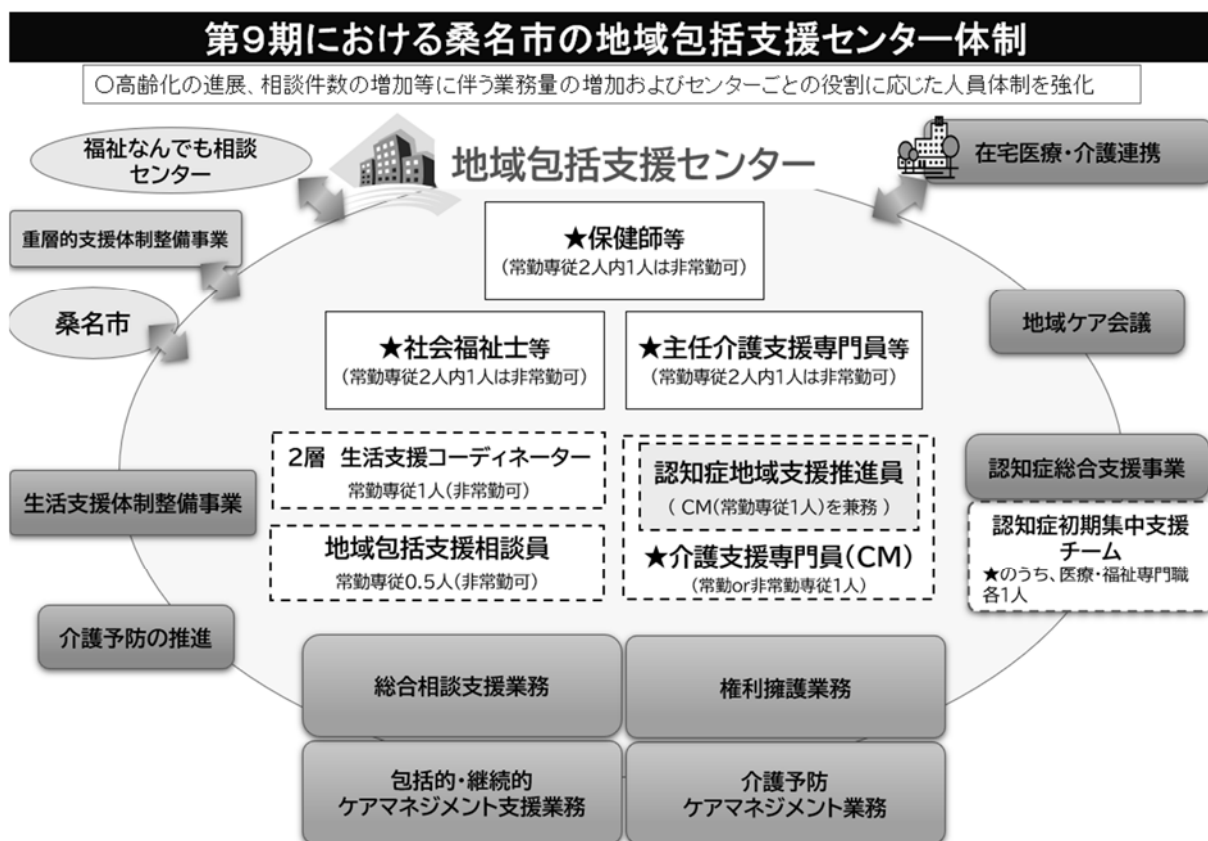 第9期における桑名市の地域包括支援センター体制
○高齢化の進展、相談件数の増加等に伴う業務量の増加およびセンターごとの役割に応じた人員体制を強化
福祉なんでも相談
センター
地域包括支援センター
在宅医療・介護連携
重層的支援体制整備事業
桑名市
★保健師等
(常勤専従2人内1人は非常勤可)
★社会福祉士等
(常勤専従2人内1人は非常勤可)
★主任介護支援専門員等
(常勤専従2人内1人は非常勤可)
地域ケア会議
2層 生活支援コーディネーター
常勤専従1人(非常勤可)
地域包括支援相談員
常勤専従0.5人(非常勤可)
認知症地域支援推進員
( CM(常勤専従1人)を兼務 )
★介護支援専門員(CM)
(常勤or非常勤専従1人)
生活支援体制整備事業
認知症総合支援事業
認知症初期集中支援
チーム
★のうち、医療・福祉専門職
各1人
介護予防の推進
総合相談支援業務
権利擁護業務
包括的・継続的
ケアマネジメント支援業務
介護予防
ケアマネジメント業務